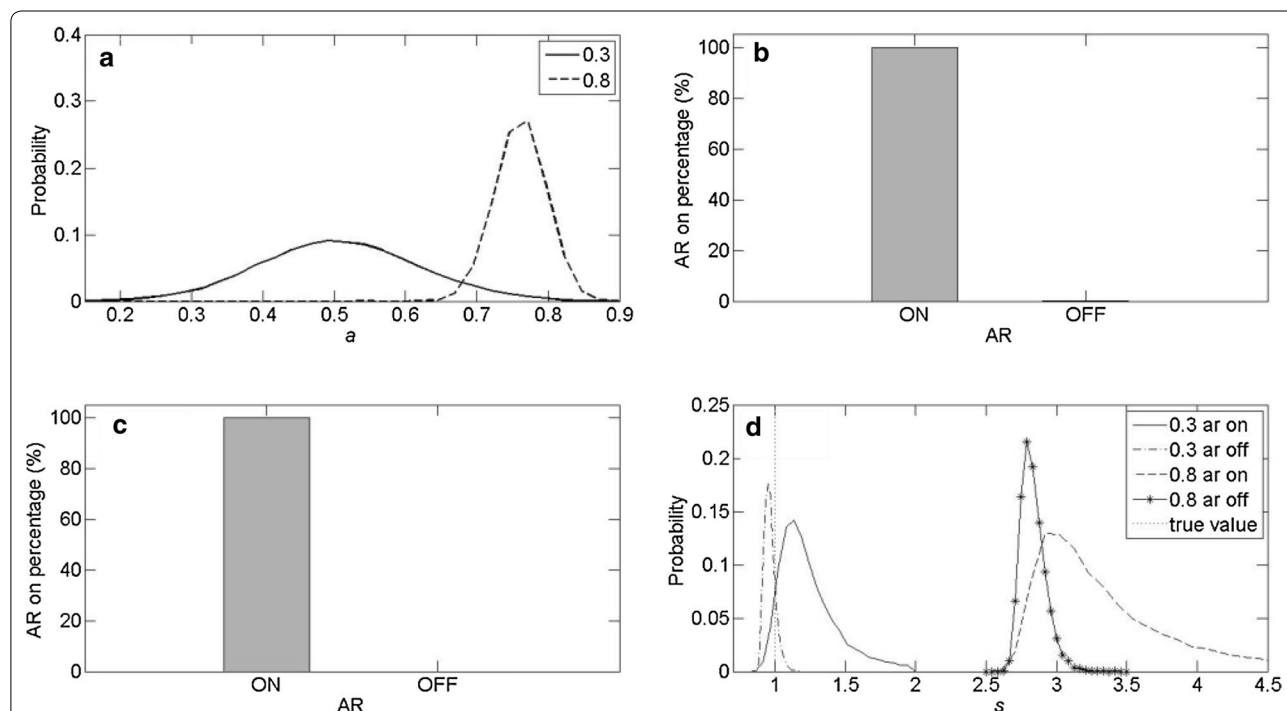 a
0.4
0.3
0.2
0.1
0
Probability
0.2 0.3 0.4 0.5 0.6 0.7 0.8 0.9
a
0.3
0.8
b
100
80
60
40
20
0
AR on percentage (%)
ON OFF
AR
c
100
80
60
40
20
0
AR on percentage (%)
ON OFF
AR
d
0.25
0.2
0.15
0.1
0.05
0
Probability
1 1.5 2 2.5 3 3.5 4 4.5
s
0.3 ar on
0.3 ar off
0.8 ar on
0.8 ar off
true value